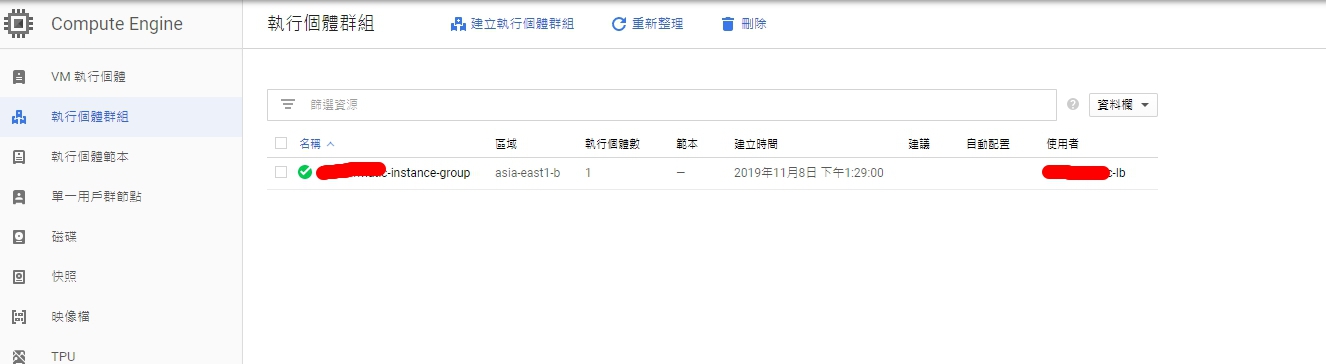 Compute Engine
執行個體群組
建立執行個體群組
重新整理
刪除
VM 執行個體
執行個體群組
執行個體範本
單一用戶群節點
磁碟
快照
映像檔
TPU
篩選資源
?
資料欄
名稱 區域 執行個體數 範本 建立時間 建議 自動配置 使用者
-instance-group asia-east1-b 1 — 2019年11月8日 下午1:29:00 -lb